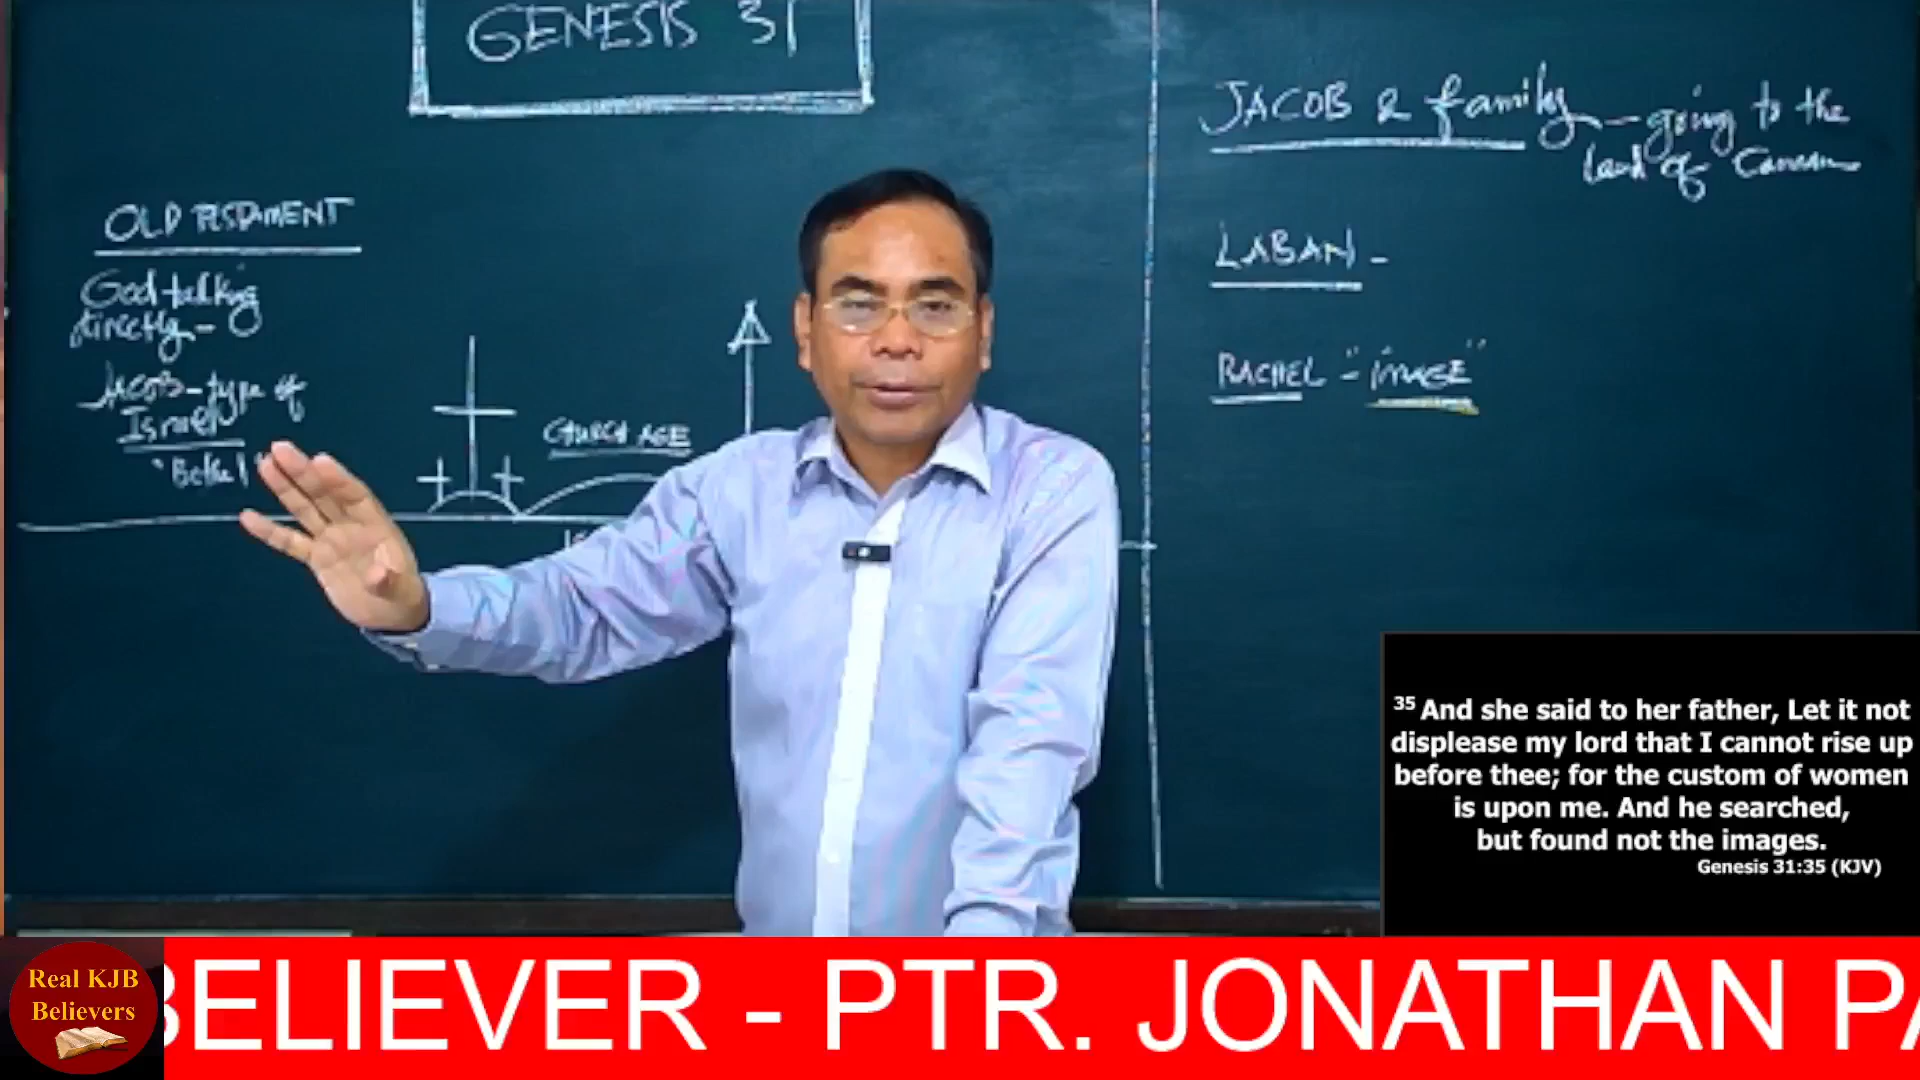 GENESIS 31
OLD TESTAMENT
God talking
directly -
Jacob - type of
Israel
"Bethel"
CHURCH AGE
JACOB & family - going to the
land of Canaan
LABAN -
RACHEL - "IMAGE"
35 And she said to her father, Let it not
displease my lord that I cannot rise up
before thee; for the custom of women
is upon me. And he searched,
but found not the images.
Genesis 31:35 (KJV)
Real KJB
Believers
BELIEVER - PTR. JONATHAN PA